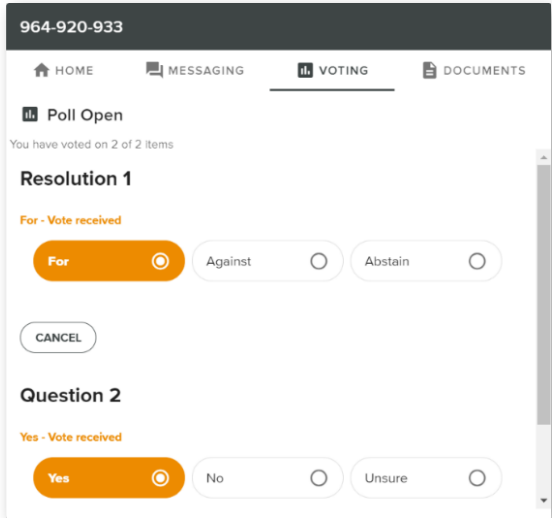 964-920-933
HOME MESSAGING VOTING DOCUMENTS
Poll Open
You have voted on 2 of 2 items
Resolution 1
For - Vote received
For Against Abstain
CANCEL
Question 2
Yes - Vote received
Yes No Unsure